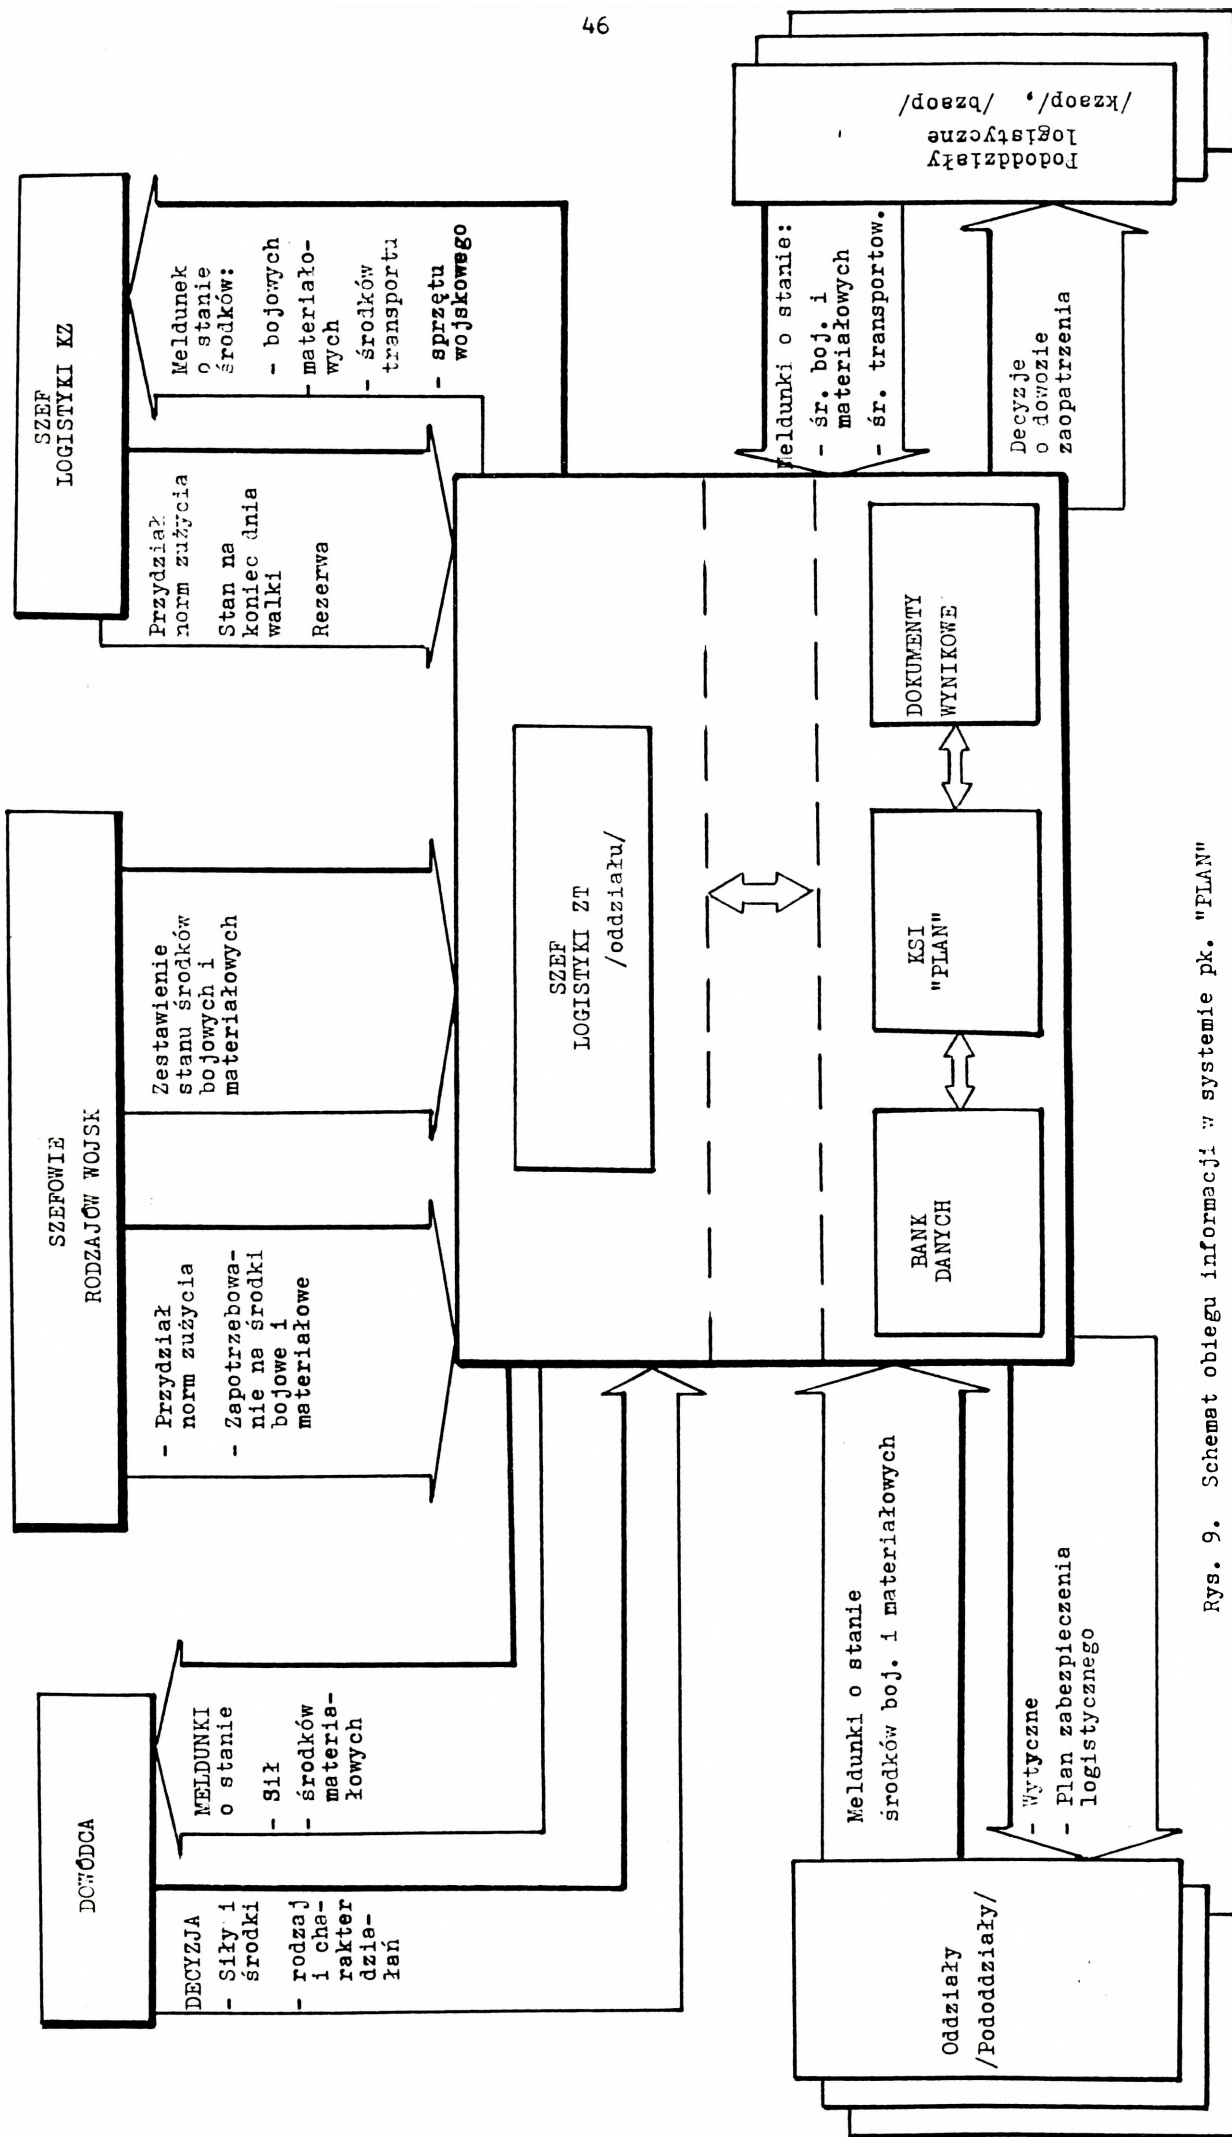 46
DOWÓDCA
DECYZJA
- Siły i
środki
- rodzaj
i cha-
rakter
dzia-
łań
MELDUNKI
o stanie
- Sił
- środków
materia-
łowych
SZEFOWIE
RODZAJÓW WOJSK
- Przydział
norm zużycia
- Zapotrzebowa-
nie na środki
bojowe i
materiałowe
Zestawienie
stanu środków
bojowych i
materiałowych
SZEF
LOGISTYKI KZ
Przydział
norm zużycia
Stan na
koniec dnia
walki
Rezerwa
Meldunek
o stanie
środków:
- bojowych
- materiało-
wych
- środków
transportu
- sprzętu
wojskowego
SZEF
LOGISTYKI ZT
/oddziału/
BANK
DANYCH
KSI
"PLAN"
DOKUMENTY
WYNIKOWE
Oddziały
/Pododdziały/
Meldunki o stanie
środków boj. i materiałowych
- Wytyczne
- Plan zabezpieczenia
logistycznego
Meldunki o stanie:
- śr. boj. i
materiałowych
- śr. transportow.
Decyzje
o dowozie
zaopatrzenia
Pododdziały
logistyczne
/kzaop/, /bzaop/
Rys. 9. Schemat obiegu informacji w systemie pk. "PLAN"